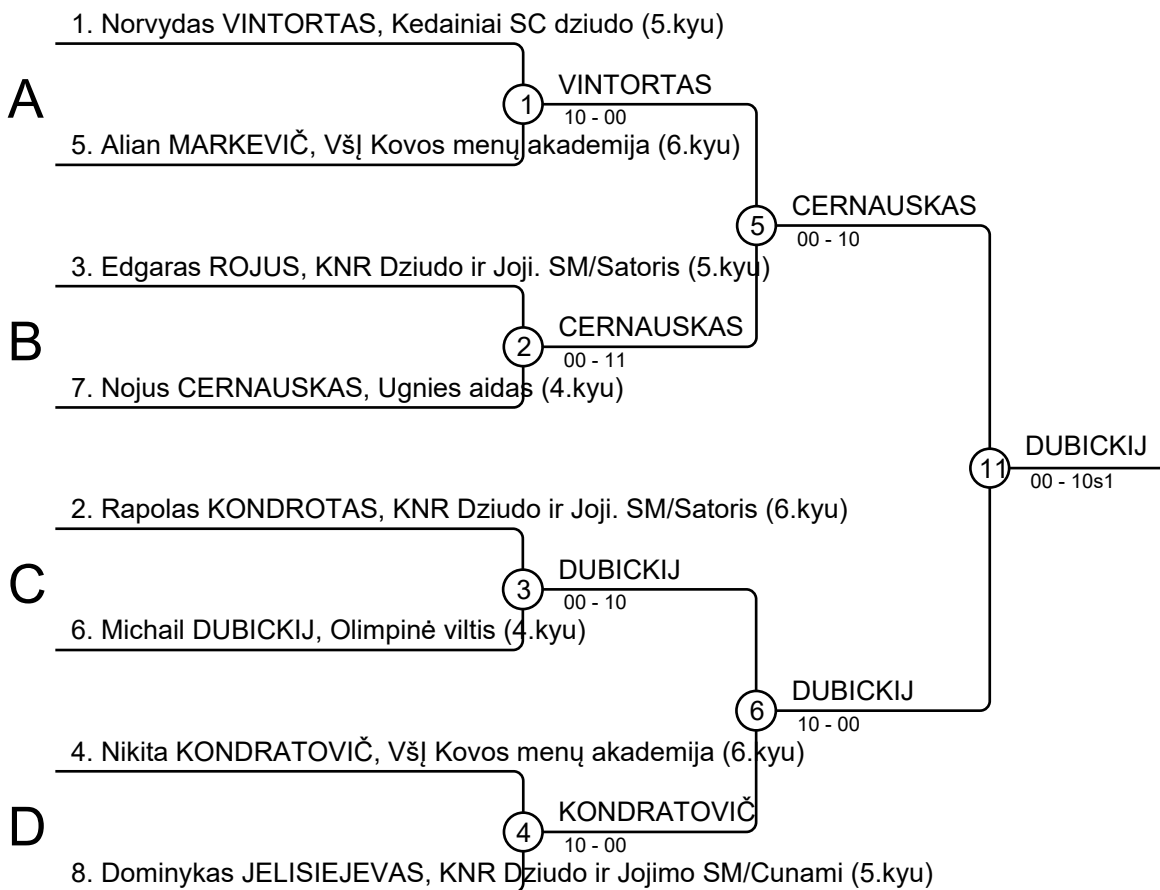 1. Norvydas VINTORTAS, Kedainiai SC dziudo (5.kyu)
A
1
VINTORTAS
10 - 00
5. Alian MARKEVIČ, VšĮ Kovos menų akademija (6.kyu)
5
CERNAUSKAS
00 - 10
3. Edgaras ROJUS, KNR Dziudo ir Joji. SM/Satoris (5.kyu)
B
2
CERNAUSKAS
00 - 11
7. Nojus CERNAUSKAS, Ugnies aidas (4.kyu)
11
DUBICKIJ
00 - 10s1
2. Rapolas KONDROTAS, KNR Dziudo ir Joji. SM/Satoris (6.kyu)
C
3
DUBICKIJ
00 - 10
6. Michail DUBICKIJ, Olimpinė viltis (4.kyu)
6
DUBICKIJ
10 - 00
4. Nikita KONDRATOVIČ, VšĮ Kovos menų akademija (6.kyu)
D
4
KONDRATOVIČ
10 - 00
8. Dominykas JELISIEJEVAS, KNR Dziudo ir Jojimo SM/Cunami (5.kyu)